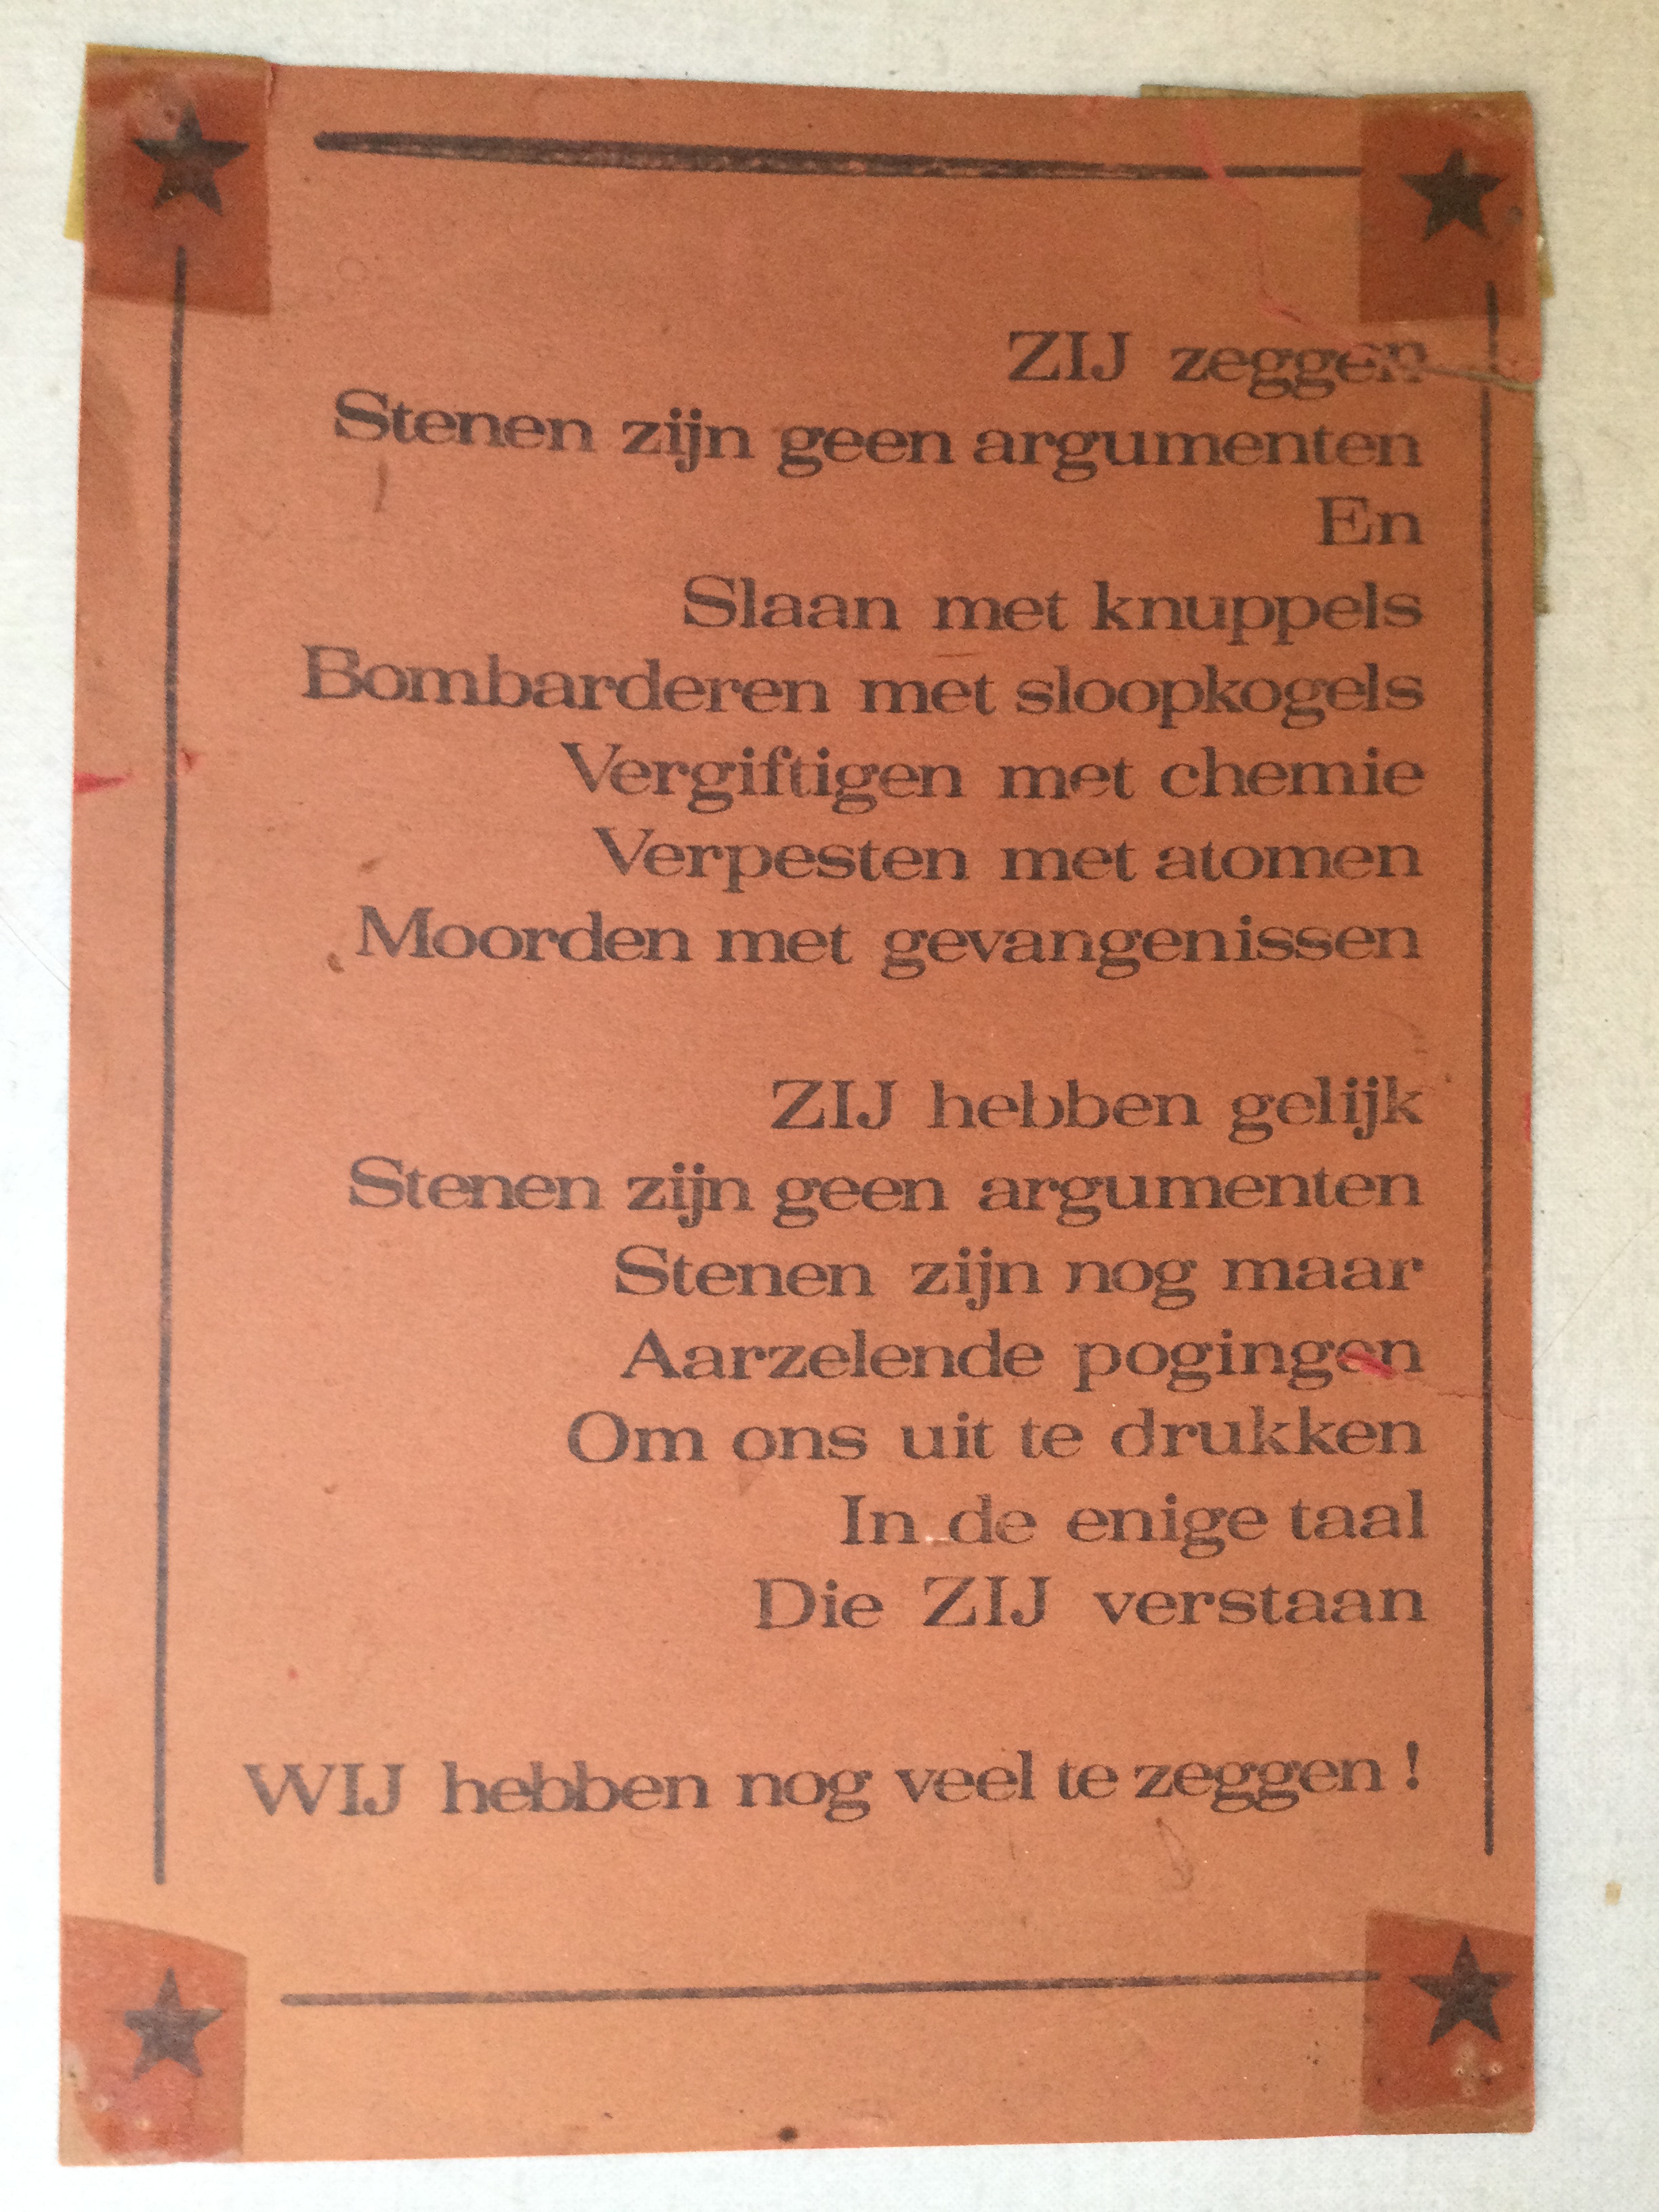 ZIJ zeggen
Stenen zijn geen argumenten
En
Slaan met knuppels
Bombarderen met sloopkogels
Vergiftigen met chemie
Verpesten met atomen
Moorden met gevangenissen
ZIJ hebben gelijk
Stenen zijn geen argumenten
Stenen zijn nog maar
Aarzelende pogingen
Om ons uit te drukken
In de enige taal
Die ZIJ verstaan
WIJ hebben nog veel te zeggen !